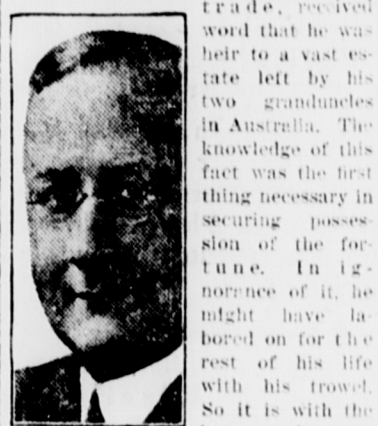 trade, received
word that he was
heir to a vast es-
tate left by his
two granduncles
in Australia. The
knowledge of this
fact was the first
thing necessary in
securing posses-
sion of the for-
tune. In ig-
norence of it, he
might have la-
bored on for the
rest of his life
with his trowel.
So it is with the